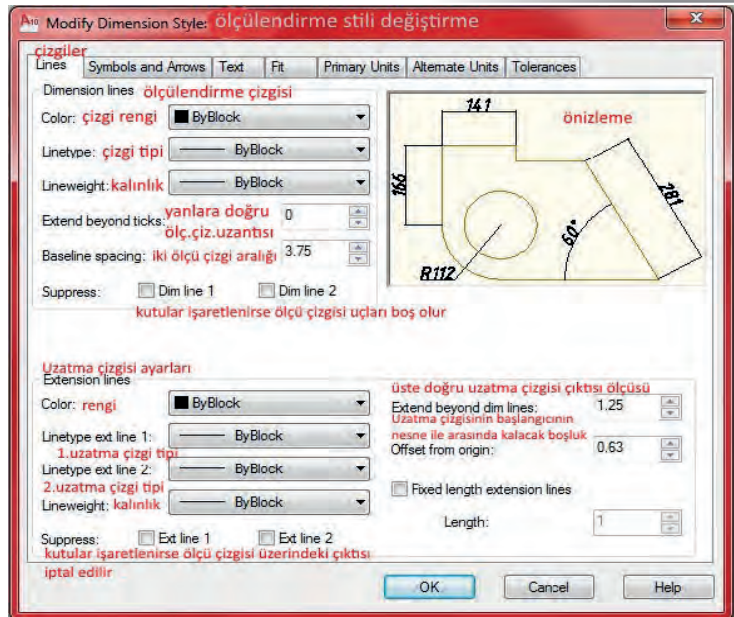 A10 Modify Dimension Style: ölçülendirme stili değiştirme X
çizgiler
Lines Symbols and Arrows Text Fit Primary Units Alternate Units Tolerances
Dimension lines ölçülendirme çizgisi
Color: çizgi rengi ByBlock
Linetype: çizgi tipi ByBlock
Lineweight: kalınlık ByBlock
Extend beyond ticks: yanlara doğru 0
ölç.çiz.uzantısı
Baseline spacing: iki ölçü çizgi aralığı 3.75
Suppress: Dim line 1 Dim line 2
kutular işaretlenirse ölçü çizgisi uçları boş olur
141
önizleme
166
281
60°
R112
Uzatma çizgisi ayarları
Extension lines
Color: rengi ByBlock
Linetype ext line 1: ByBlock
1.uzatma çizgi tipi
Linetype ext line 2: ByBlock
2.uzatma çizgi tipi
Lineweight: kalınlık ByBlock
Suppress: Ext line 1 Ext line 2
kutular işaretlenirse ölçü çizgisi üzerindeki çıktısı
iptal edilir
üste doğru uzatma çizgisi çıktısı ölçüsü
Extend beyond dim lines: 1.25
Uzatma çizgisinin başlangıcının
nesne ile arasında kalacak boşluk
Offset from origin: 0.63
Fixed length extension lines
Length: 1
OK Cancel Help